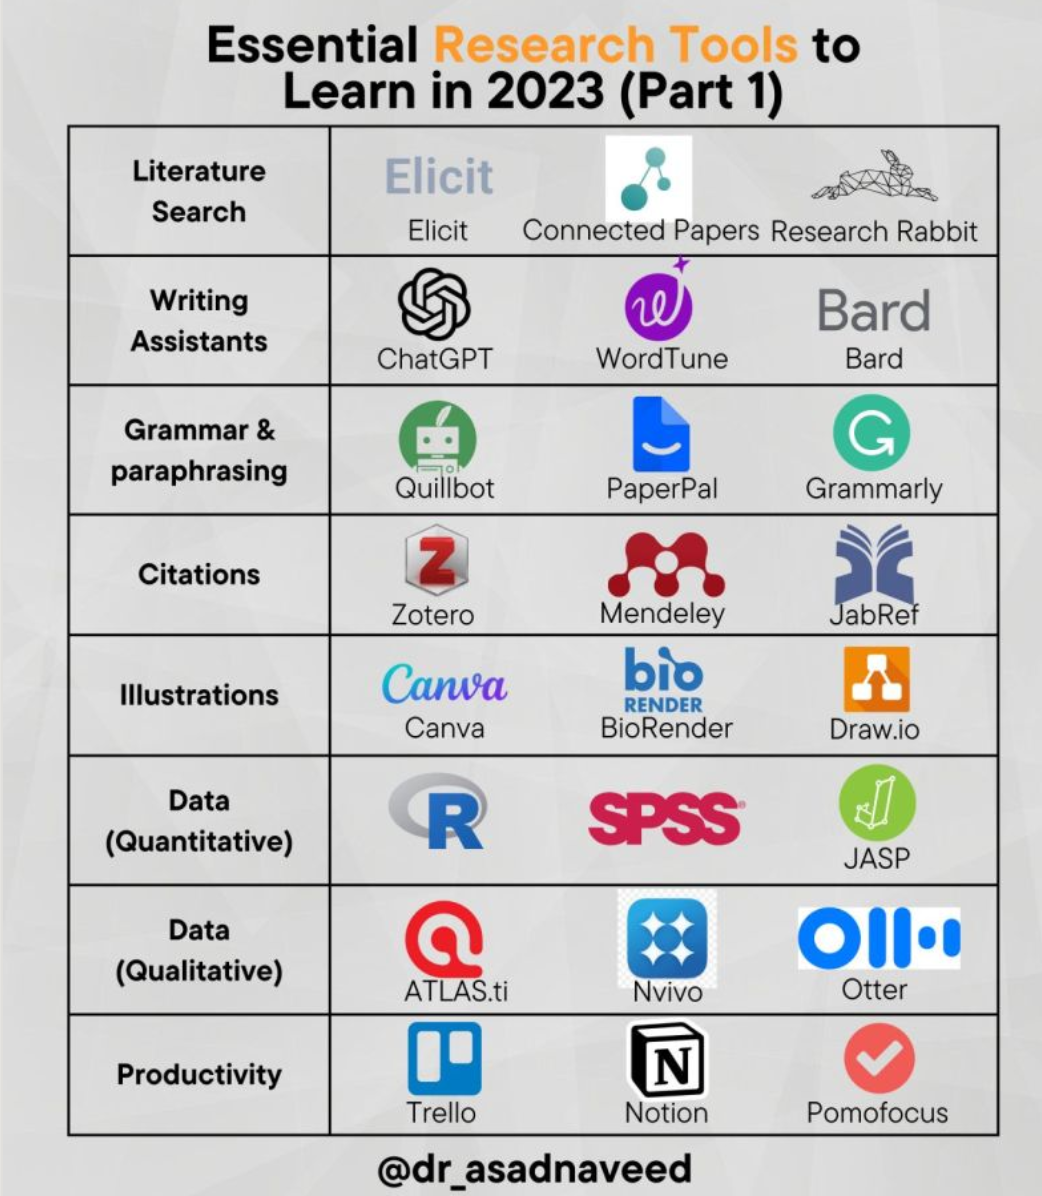 Essential Research Tools to
Learn in 2023 (Part 1)
Literature
Search
Elicit
Elicit
Connected Papers
Research Rabbit
Writing
Assistants
w
Bard
ChatGPT
WordTune
Bard
Grammar &
paraphrasing
G
Quillbot
PaperPal
Grammarly
Citations
Z
Zotero
Mendeley
JabRef
Illustrations
Canva
bio
RENDER
Canva
BioRender
Draw.io
Data
(Quantitative)
R
SPSS®
JASP
Data
(Qualitative)
ATLAS.ti
Nvivo
Otter
Productivity
N
Trello
Notion
Pomofocus
@dr_asadnaveed